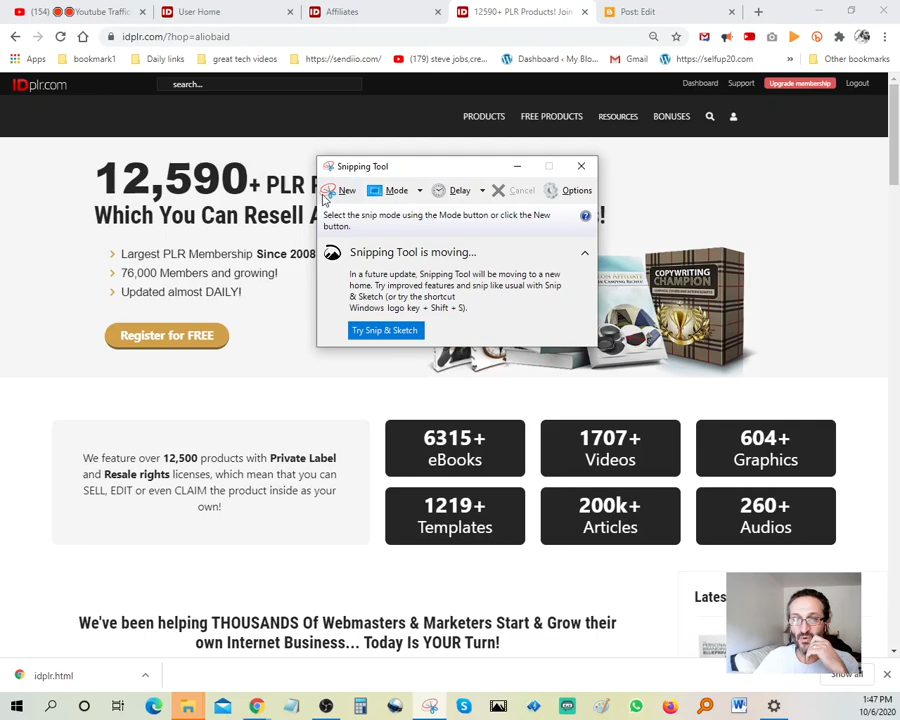 (154) Youtube Traffic
User Home
Affiliates
12590+ PLR Products! Join
Post: Edit
idplr.com/?hop=aliobaid
Apps
bookmark1
Daily links
great tech videos
https://sendiio.com/
(179) steve jobs,cre...
Dashboard ‹ My Blo...
Gmail
https://selfup20.com
»
Other bookmarks
IDplr.com
search...
Dashboard
Support
Upgrade membership
Logout
PRODUCTS
FREE PRODUCTS
RESOURCES
BONUSES
12,590+ PLR
Which You Can Resell
Largest PLR Membership Since 2008
76,000 Members and growing!
Updated almost DAILY!
Register for FREE
Snipping Tool
New
Mode
Delay
Cancel
Options
Select the snip mode using the Mode button or click the New
button.
Snipping Tool is moving...
In a future update, Snipping Tool will be moving to a new
home. Try improved features and snip like usual with Snip
& Sketch (or try the shortcut
Windows logo key + Shift + S).
Try Snip & Sketch
COPYWRITING
CHAMPION
We feature over 12,500 products with Private Label
and Resale rights licenses, which mean that you can
SELL, EDIT or even CLAIM the product inside as your
own!
6315+
eBooks
1707+
Videos
604+
Graphics
1219+
Templates
200k+
Articles
260+
Audios
We've been helping THOUSANDS Of Webmasters & Marketers Start & Grow their
own Internet Business... Today Is YOUR Turn!
Lates
idplr.html
Show all
1:47 PM
10/6/2020